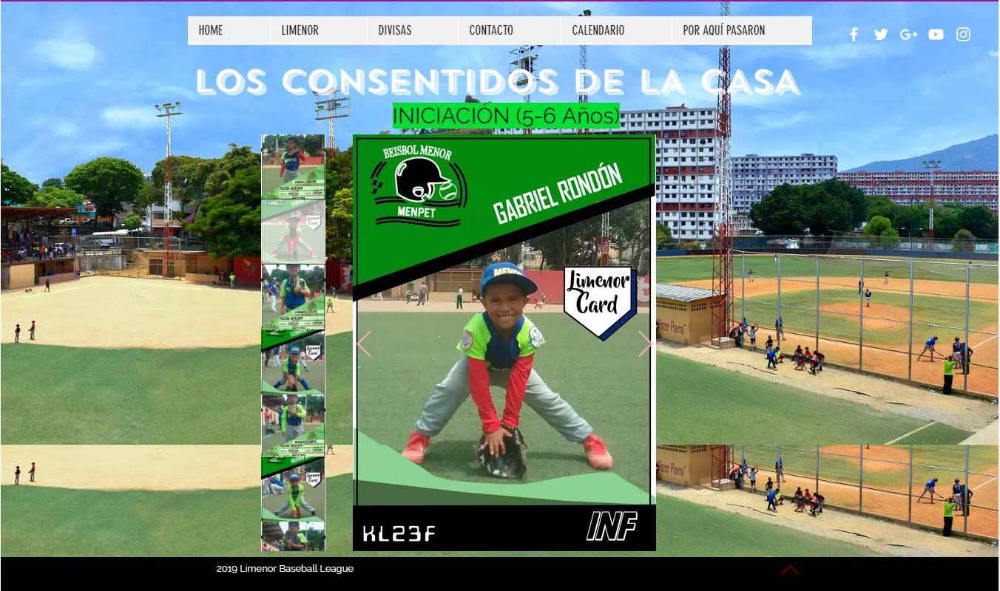 HOME
LIMENOR
DIVISAS
CONTACTO
CALENDARIO
POR AQUÍ PASARON
LOS CONSENTIDOS DE LA CASA
INICIACIÓN (5-6 Años)
BEISBOL MENOR
MENPET
GABRIEL RONDÓN
Limenor
Card
KL23F
INF
2019 Limenor Baseball League